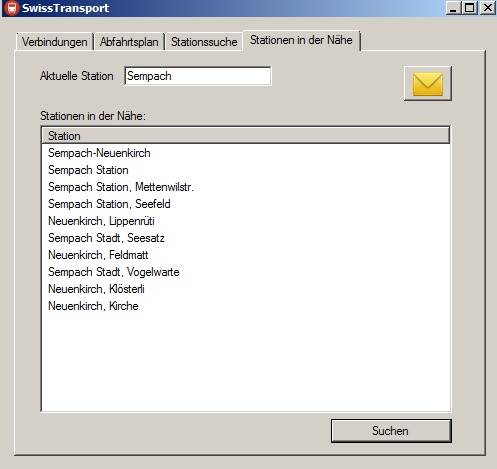 SwissTransport
Verbindungen Abfahrtsplan Stationssuche Stationen in der Nähe
Aktuelle Station Sempach
Stationen in der Nähe:
Station
Sempach-Neuenkirch
Sempach Station
Sempach Station, Mettenwilstr.
Sempach Station, Seefeld
Neuenkirch, Lippenrüti
Sempach Stadt, Seesatz
Neuenkirch, Feldmatt
Sempach Stadt, Vogelwarte
Neuenkirch, Klösterli
Neuenkirch, Kirche
Suchen